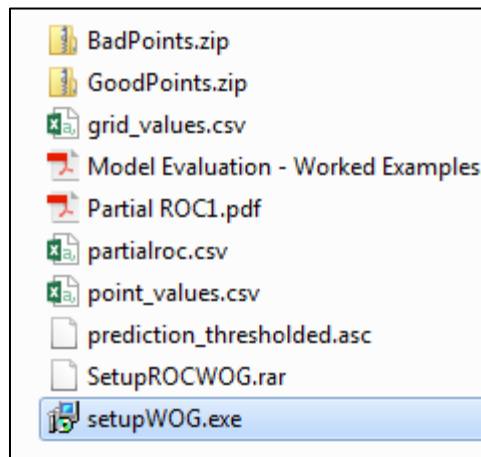 BadPoints.zip
GoodPoints.zip
grid_values.csv
Model Evaluation - Worked Examples
Partial ROC1.pdf
partialroc.csv
point_values.csv
prediction_thresholded.asc
SetupROCWOG.rar
setupWOG.exe